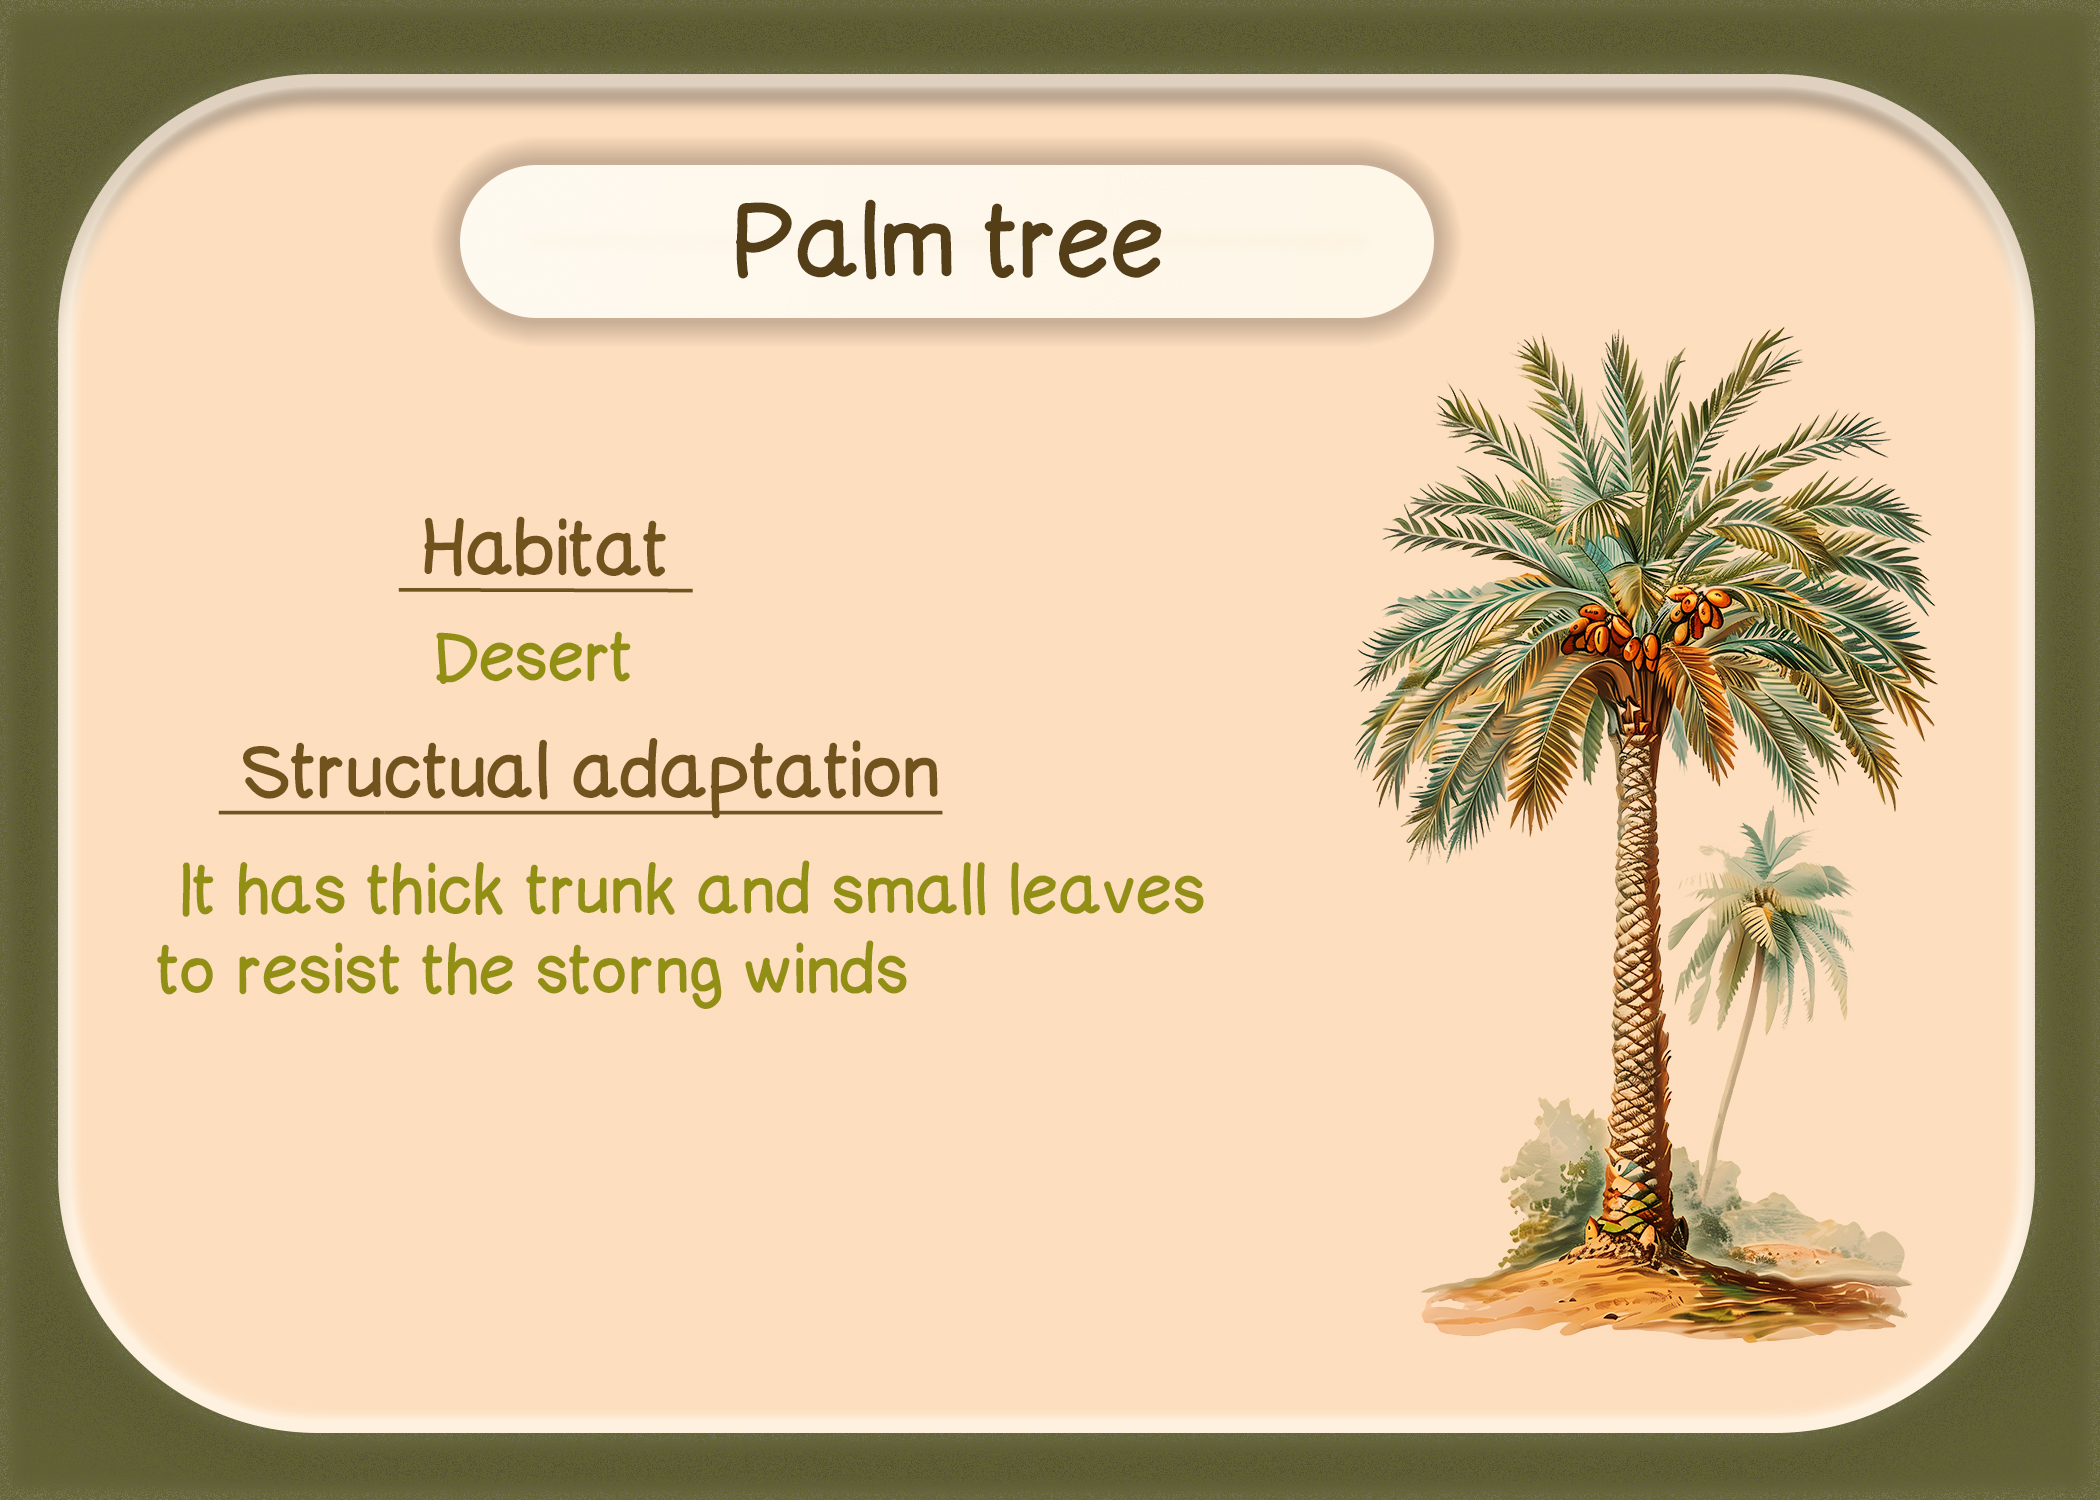 Palm tree
Habitat
Desert
Structual adaptation
It has thick trunk and small leaves
to resist the storng winds